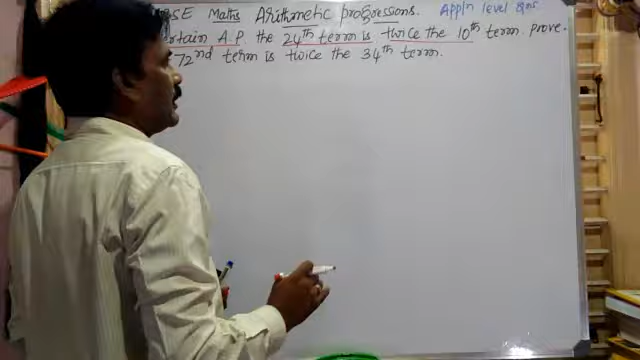 Maths Arithmetic progressions. Appln level Qns
A.P. the 24th term is twice the 10th term prove.
72nd term is twice the 34th term.